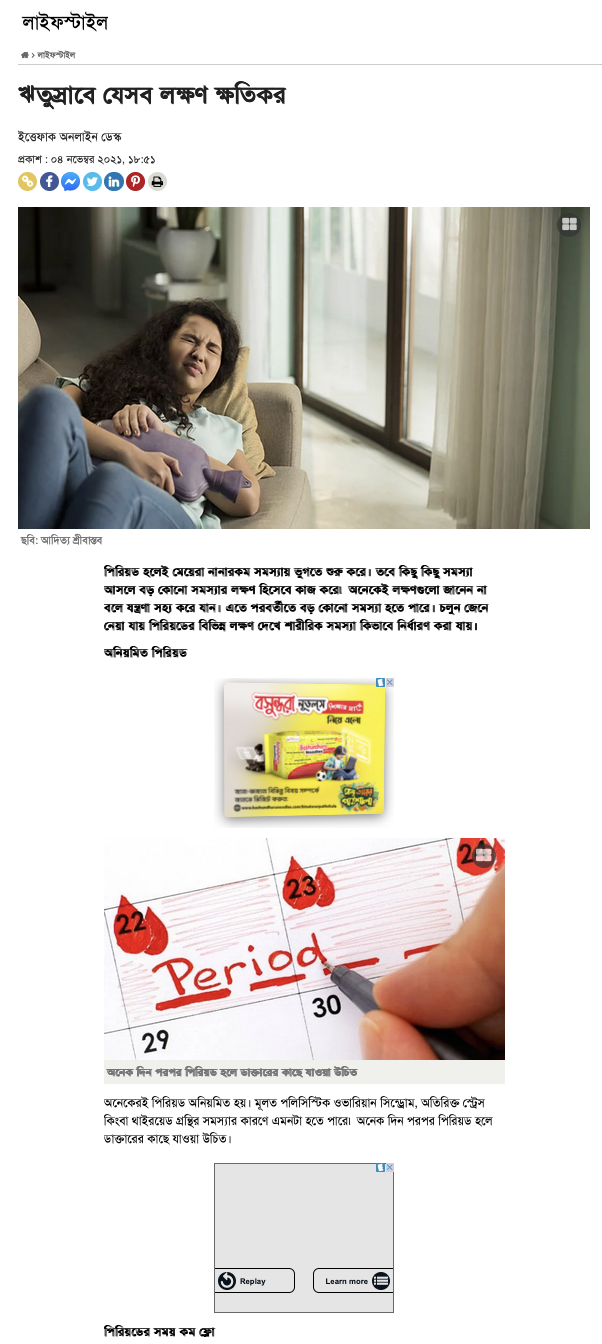 লাইফস্টাইল
› লাইফস্টাইল
ঋতুস্রাবে যেসব লক্ষণ ক্ষতিকর
ইত্তেফাক অনলাইন ডেস্ক
প্রকাশ : ০৪ নভেম্বর ২০২১, ১৮:৫১
ছবি: আদিত্য শ্রীবাস্তব
পিরিয়ড হলেই মেয়েরা নানারকম সমস্যায় ভুগতে শুরু করে। তবে কিছু কিছু সমস্যা
আসলে বড় কোনো সমস্যার লক্ষণ হিসেবে কাজ করে৷ অনেকেই লক্ষণগুলো জানেন না
বলে যন্ত্রণা সহ্য করে যান। এতে পরবর্তীতে বড় কোনো সমস্যা হতে পারে। চলুন জেনে
নেয়া যায় পিরিয়ডের বিভিন্ন লক্ষণ দেখে শারীরিক সমস্যা কিভাবে নির্ধারণ করা যায়।
অনিয়মিত পিরিয়ড
বসুন্ধরা নুডলস
নিয়ে এলো
22
23
24
Period
29
30
অনেক দিন পরপর পিরিয়ড হলে ডাক্তারের কাছে যাওয়া উচিত
অনেকেরই পিরিয়ড অনিয়মিত হয়। মূলত পলিসিস্টিক ওভারিয়ান সিন্ড্রোম, অতিরিক্ত স্ট্রেস
কিংবা থাইরয়েড গ্রন্থির সমস্যার কারণে এমনটা হতে পারে৷ অনেক দিন পরপর পিরিয়ড হলে
ডাক্তারের কাছে যাওয়া উচিত।
Replay
Learn more
পিরিয়ডের সময় কম ফ্লো